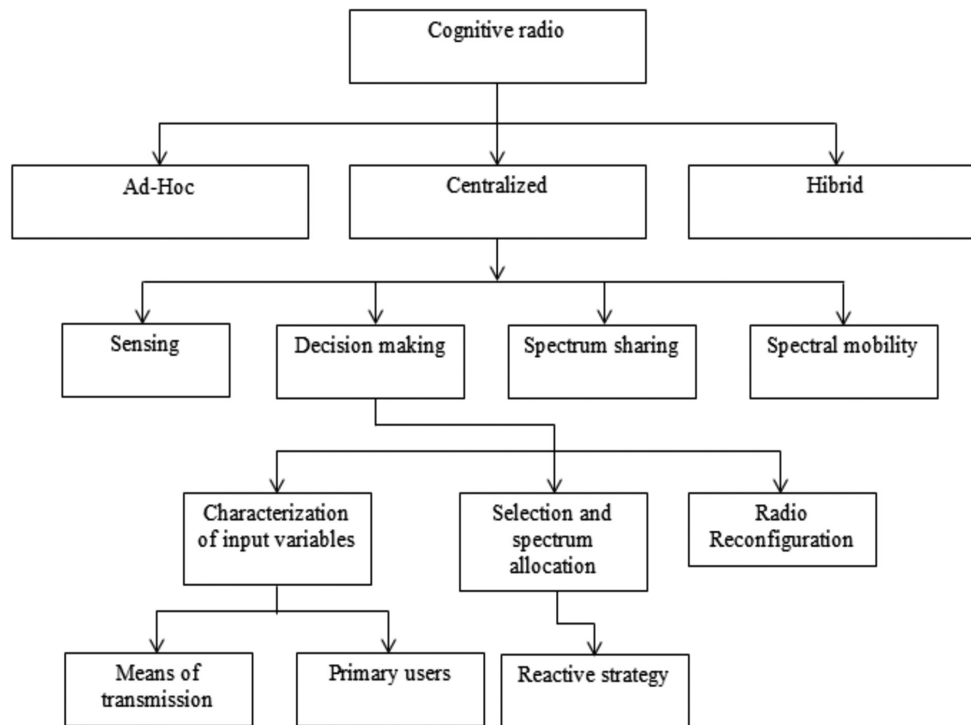 Cognitive radio
Ad-Hoc
Centralized
Hibrid
Sensing
Decision making
Spectrum sharing
Spectral mobility
Characterization
of input variables
Selection and
spectrum
allocation
Radio
Reconfiguration
Means of
transmission
Primary users
Reactive strategy